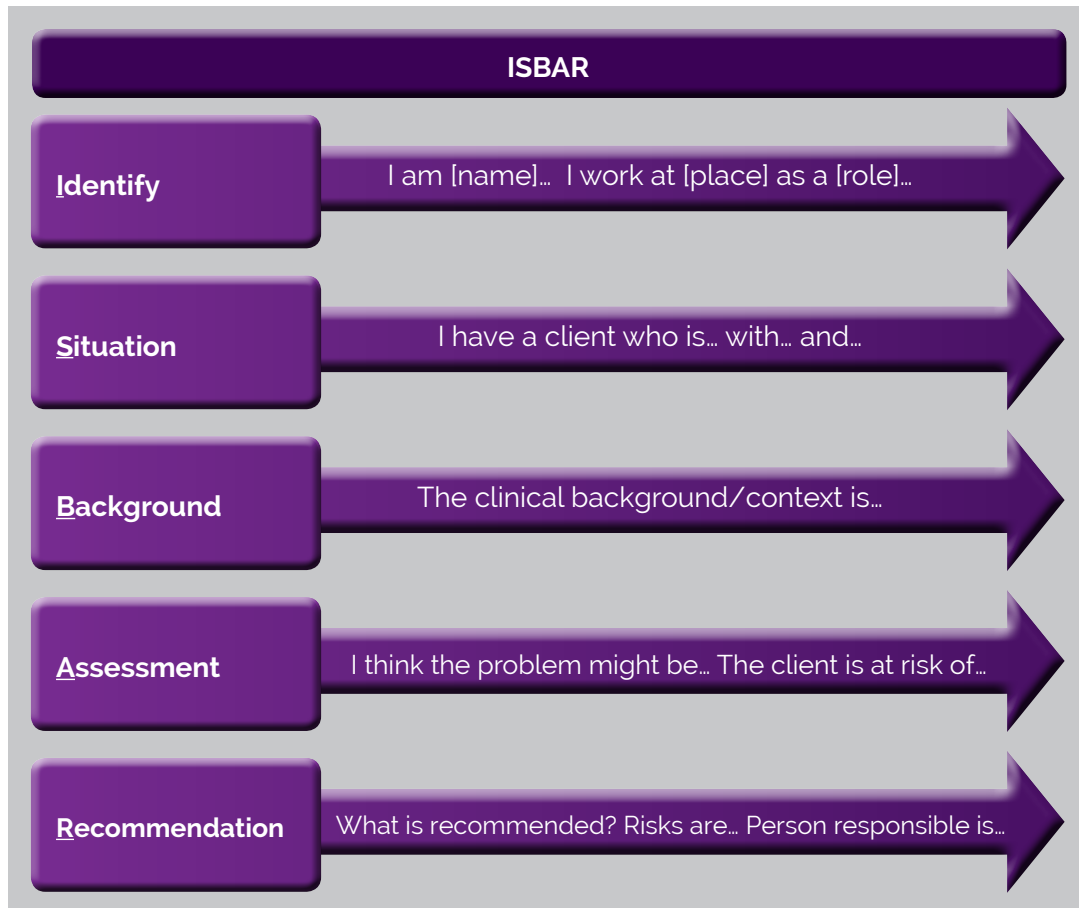 ISBAR
Identify
I am [name]… I work at [place] as a [role]…
Situation
I have a client who is… with… and…
Background
The clinical background/context is…
Assessment
I think the problem might be… The client is at risk of…
Recommendation
What is recommended? Risks are… Person responsible is…